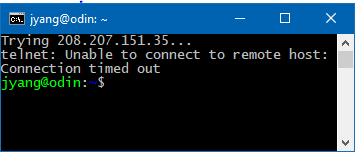 jyang@odin: ~
Trying 208.207.151.35...
telnet: Unable to connect to remote host:
Connection timed out
jyang@odin:~$